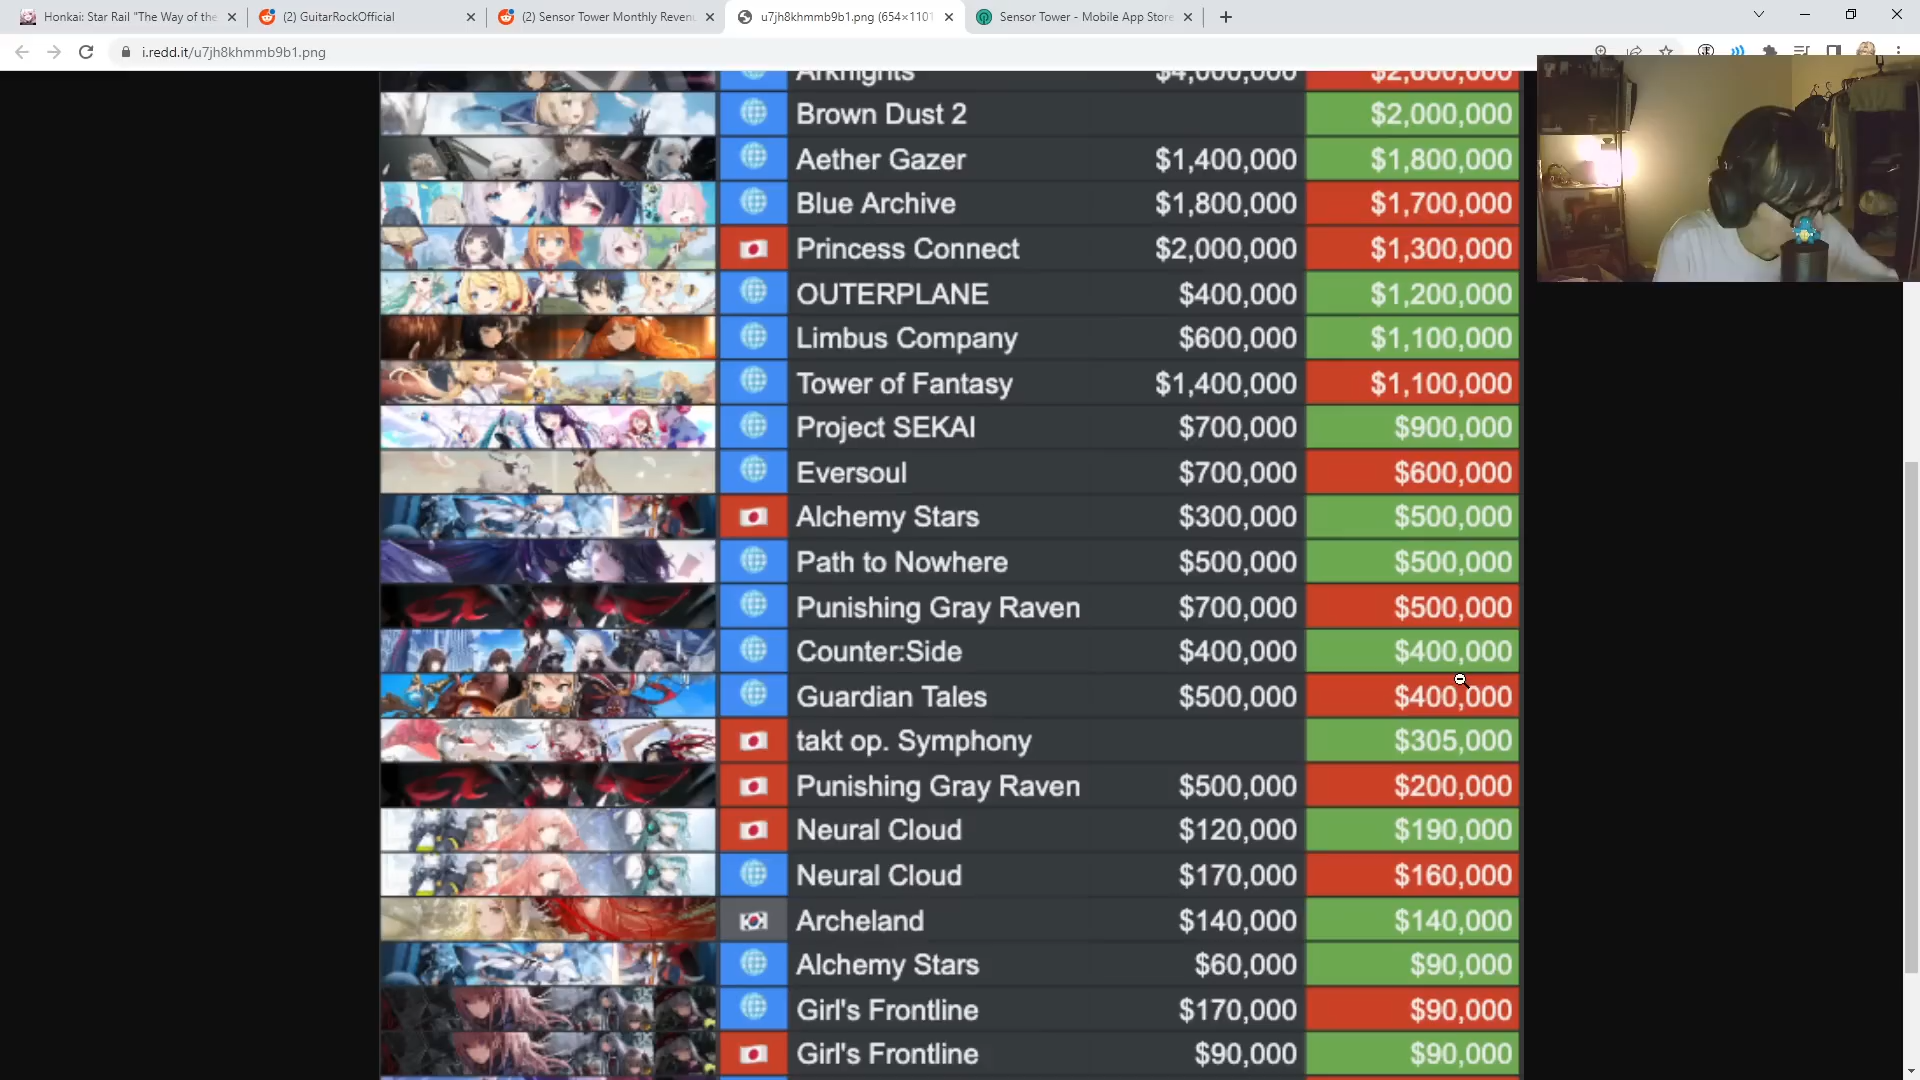 Honkai: Star Rail "The Way of the
(2) GuitarRockOfficial
(2) Sensor Tower Monthly Reven
u7jh8khmmb9b1.png (654×1101
Sensor Tower - Mobile App Store
i.redd.it/u7jh8khmmb9b1.png
Arknights $4,000,000 $2,600,000
Brown Dust 2 $2,000,000
Aether Gazer $1,400,000 $1,800,000
Blue Archive $1,800,000 $1,700,000
Princess Connect $2,000,000 $1,300,000
OUTERPLANE $400,000 $1,200,000
Limbus Company $600,000 $1,100,000
Tower of Fantasy $1,400,000 $1,100,000
Project SEKAI $700,000 $900,000
Eversoul $700,000 $600,000
Alchemy Stars $300,000 $500,000
Path to Nowhere $500,000 $500,000
Punishing Gray Raven $700,000 $500,000
Counter:Side $400,000 $400,000
Guardian Tales $500,000 $400,000
takt op. Symphony $305,000
Punishing Gray Raven $500,000 $200,000
Neural Cloud $120,000 $190,000
Neural Cloud $170,000 $160,000
Archeland $140,000 $140,000
Alchemy Stars $60,000 $90,000
Girl's Frontline $170,000 $90,000
Girl's Frontline $90,000 $90,000